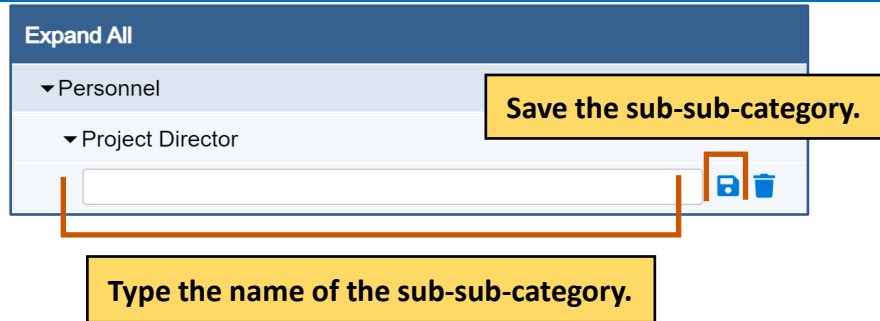 Expand All
Personnel
Save the sub-sub-category.
Project Director
Type the name of the sub-sub-category.